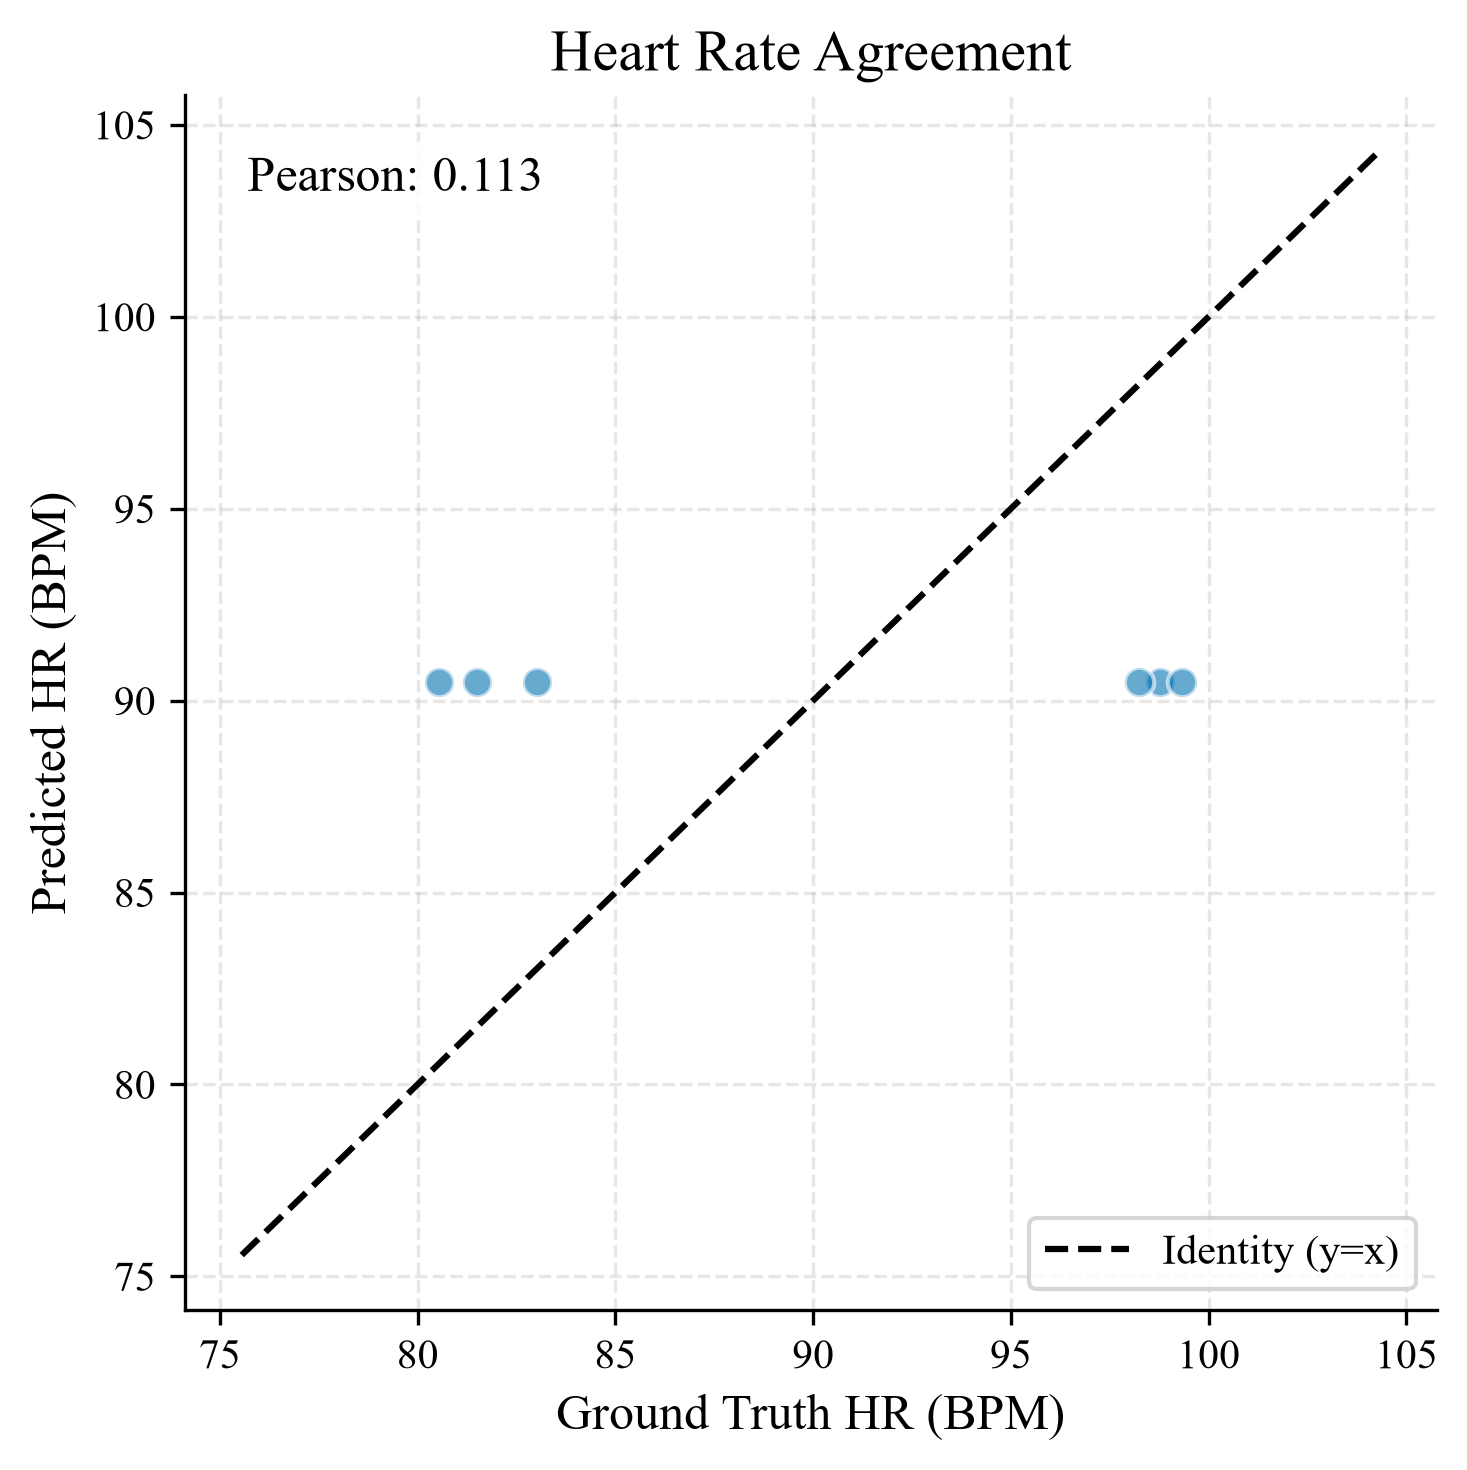 Heart Rate Agreement
Pearson: 0.113
105
100
95
90
85
80
75
Predicted HR (BPM)
Identity (y=x)
75 80 85 90 95 100 105
Ground Truth HR (BPM)